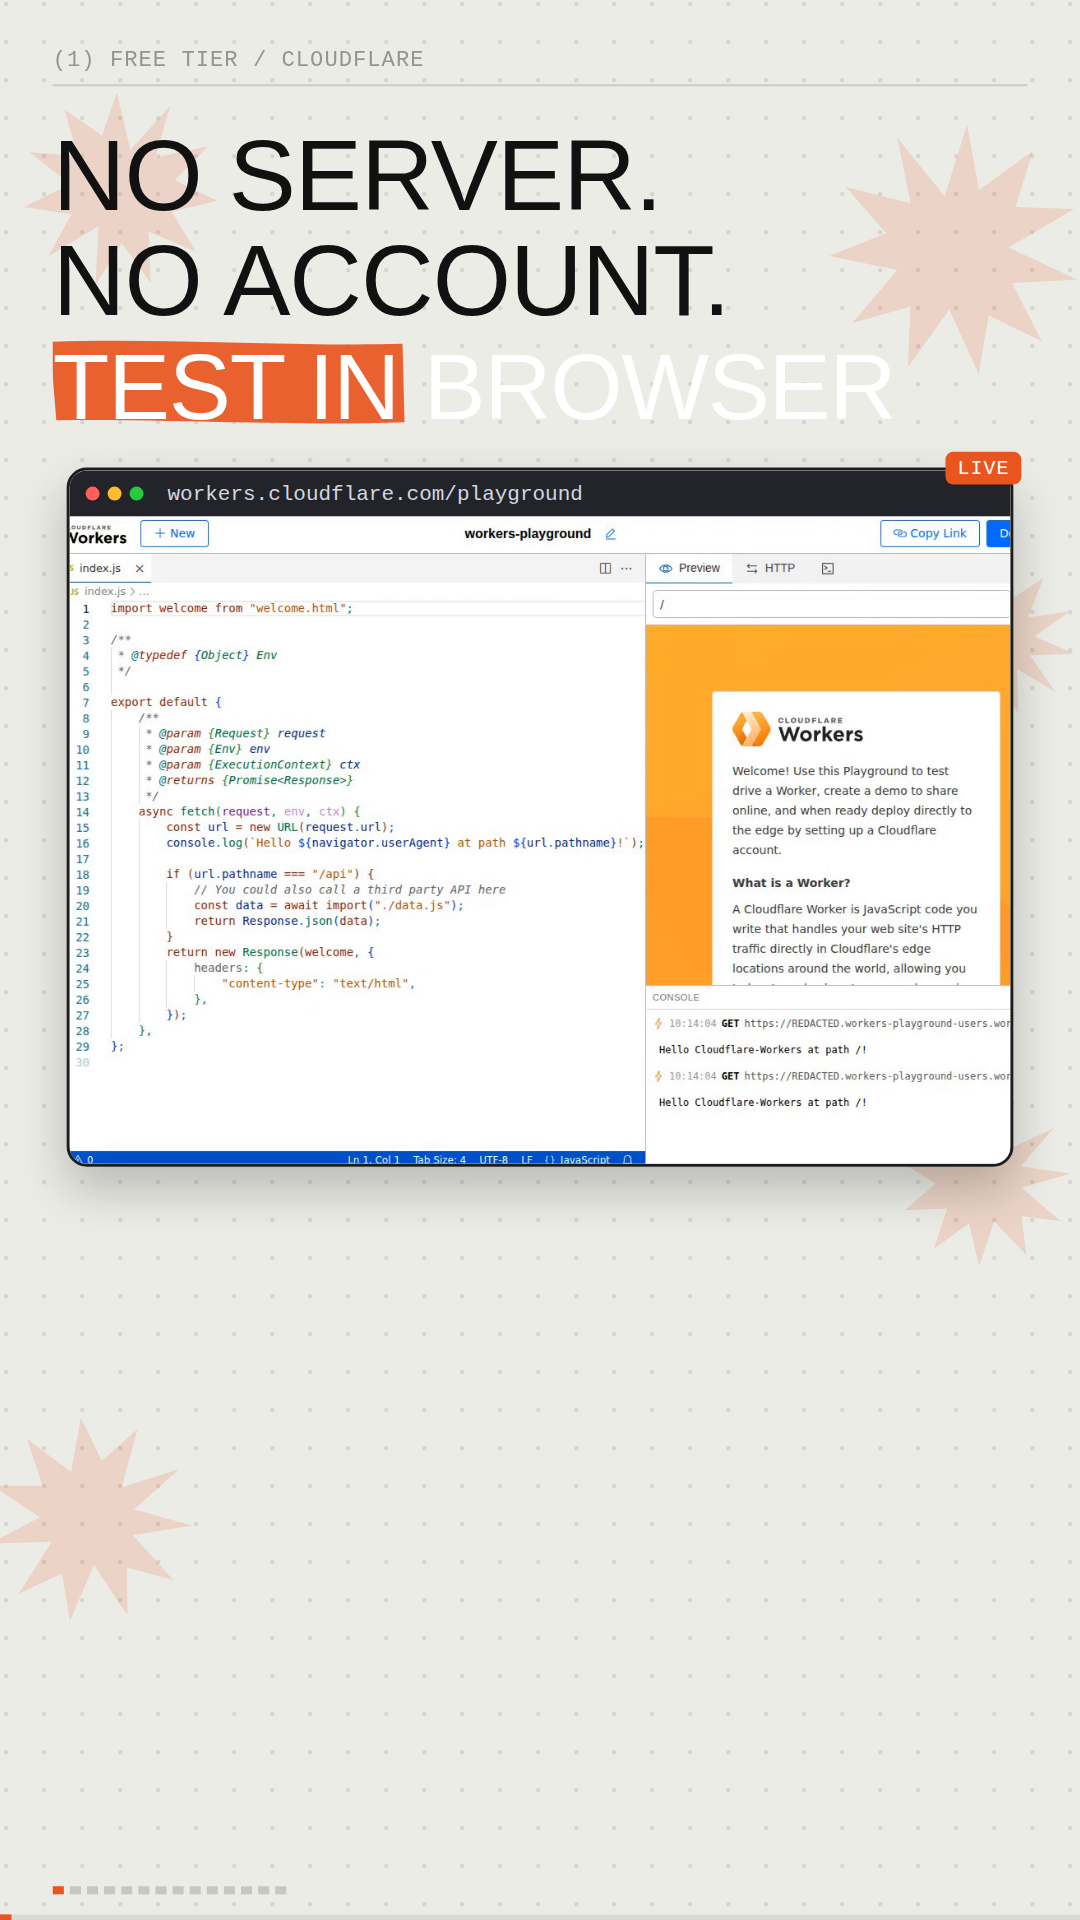 (1) FREE TIER / CLOUDFLARE
NO SERVER.
NO ACCOUNT.
TEST IN BROWSER
LIVE
workers.cloudflare.com/playground
Workers
+ New
workers-playground
Copy Link
index.js
Preview
HTTP
JS index.js > ...
/
1 import welcome from "welcome.html";
2
3 /**
4 * @typedef {Object} Env
5 */
6
7 export default {
8 /**
9 * @param {Request} request
10 * @param {Env} env
11 * @param {ExecutionContext} ctx
12 * @returns {Promise<Response>}
13 */
14 async fetch(request, env, ctx) {
15 const url = new URL(request.url);
16 console.log(`Hello ${navigator.userAgent} at path ${url.pathname}!`);
17
18 if (url.pathname === "/api") {
19 // You could also call a third party API here
20 const data = await import("./data.js");
21 return Response.json(data);
22 }
23 return new Response(welcome, {
24 headers: {
25 "content-type": "text/html",
26 },
27 });
28 },
29 };
30
CLOUDFLARE
Workers
Welcome! Use this Playground to test
drive a Worker, create a demo to share
online, and when ready deploy directly to
the edge by setting up a Cloudflare
account.
What is a Worker?
A Cloudflare Worker is JavaScript code you
write that handles your web site's HTTP
traffic directly in Cloudflare's edge
locations around the world, allowing you
CONSOLE
10:14:04 GET https://REDACTED.workers-playground-users.wor
Hello Cloudflare-Workers at path /!
10:14:04 GET https://REDACTED.workers-playground-users.wor
Hello Cloudflare-Workers at path /!
0
Ln 1, Col 1 Tab Size: 4 UTF-8 LF {} JavaScript